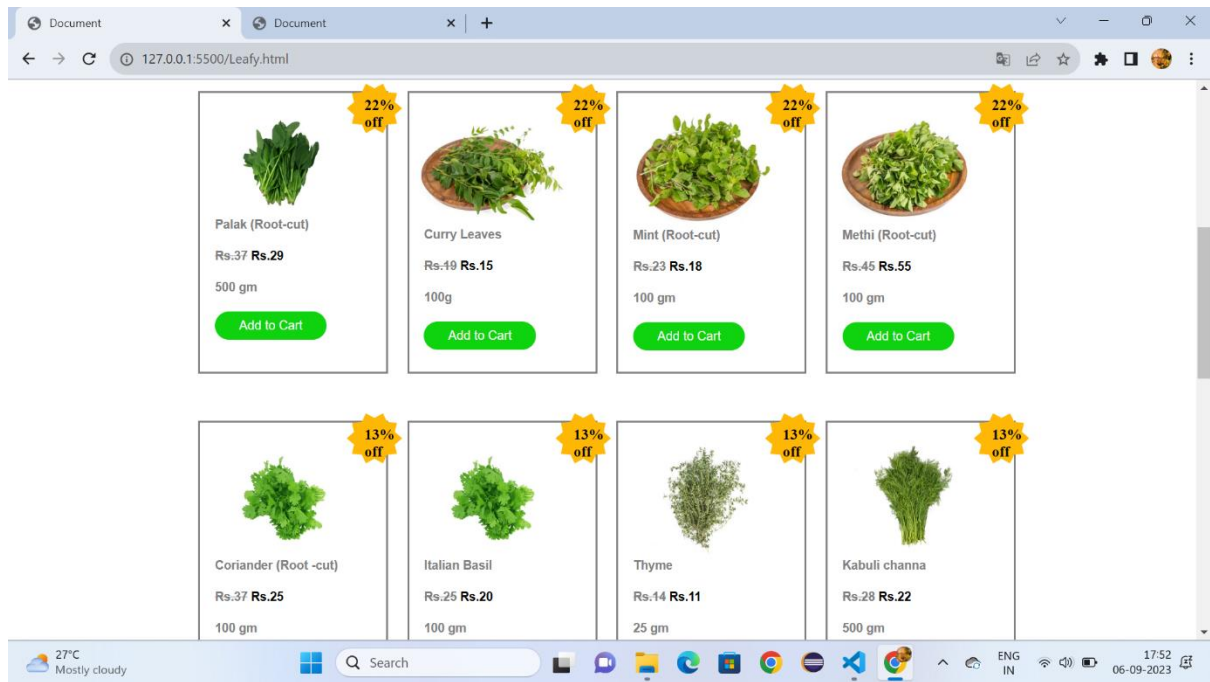 Document
Document
127.0.0.1:5500/Leafy.html
22%
off
22%
off
22%
off
22%
off
Palak (Root-cut)
Rs.37 Rs.29
500 gm
Add to Cart
Curry Leaves
Rs.19 Rs.15
100g
Add to Cart
Mint (Root-cut)
Rs.23 Rs.18
100 gm
Add to Cart
Methi (Root-cut)
Rs.45 Rs.55
100 gm
Add to Cart
13%
off
13%
off
13%
off
13%
off
Coriander (Root -cut)
Rs.37 Rs.25
100 gm
Italian Basil
Rs.25 Rs.20
100 gm
Thyme
Rs.14 Rs.11
25 gm
Kabuli channa
Rs.28 Rs.22
500 gm
27°C
Mostly cloudy
Search
ENG
IN
17:52
06-09-2023